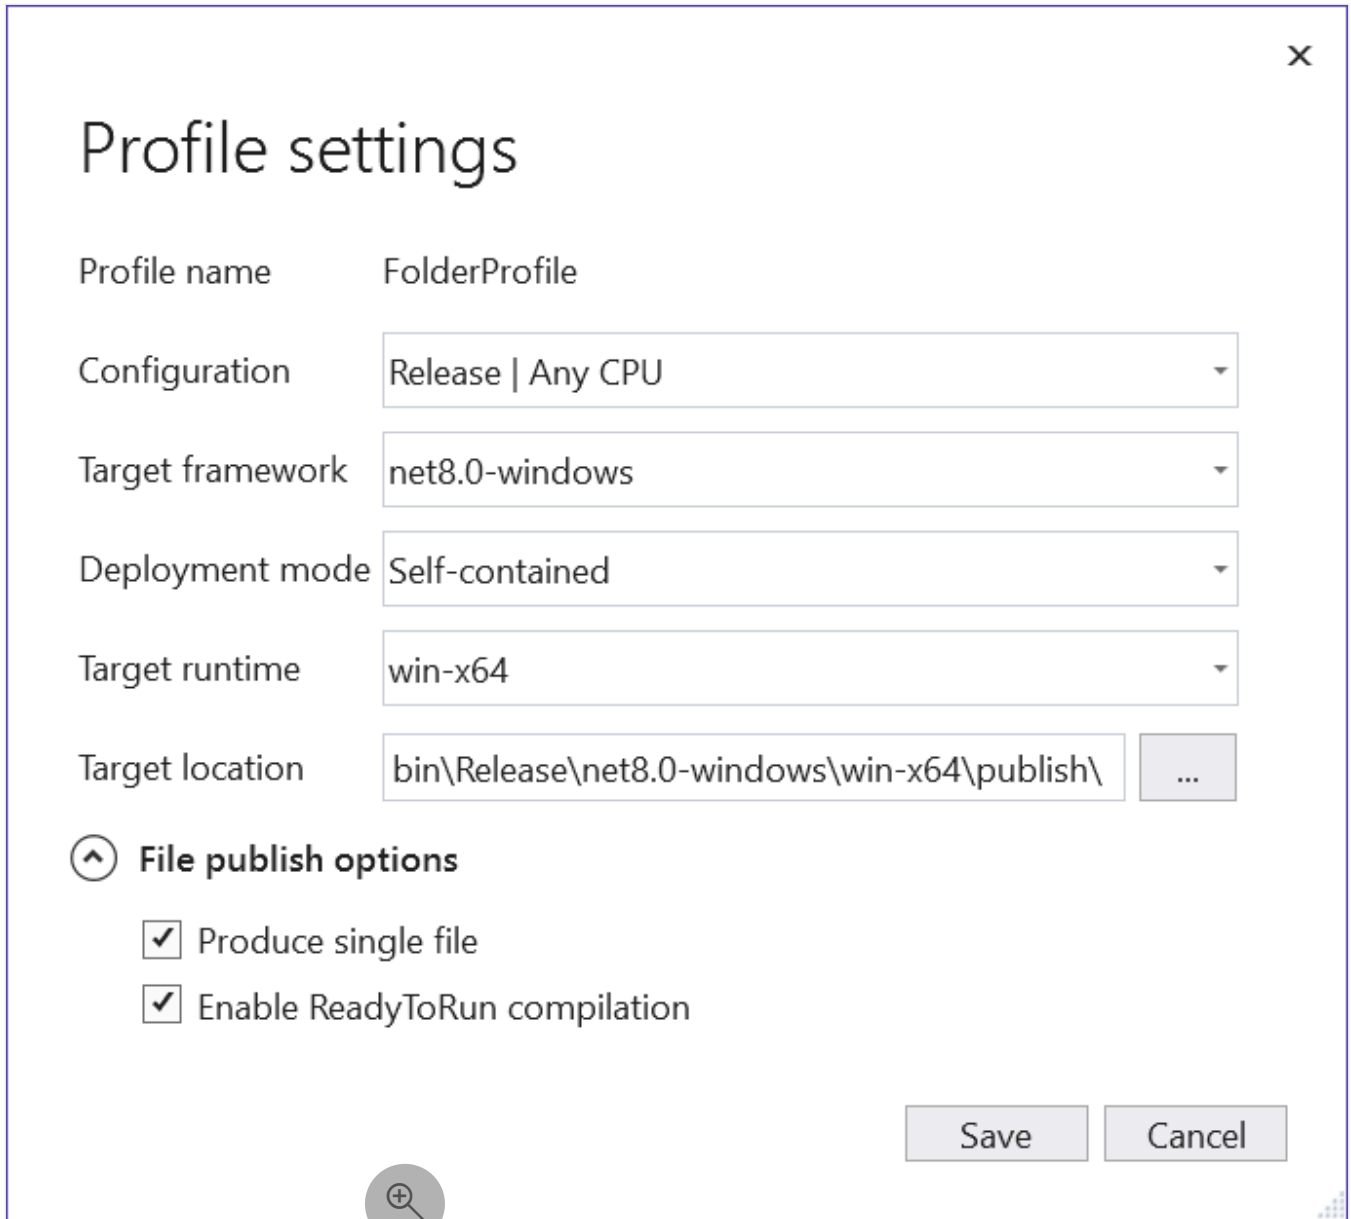 Profile settings
Profile name FolderProfile
Configuration Release | Any CPU
Target framework net8.0-windows
Deployment mode Self-contained
Target runtime win-x64
Target location bin\Release\net8.0-windows\win-x64\publish\ ...
File publish options
Produce single file
Enable ReadyToRun compilation
Save Cancel